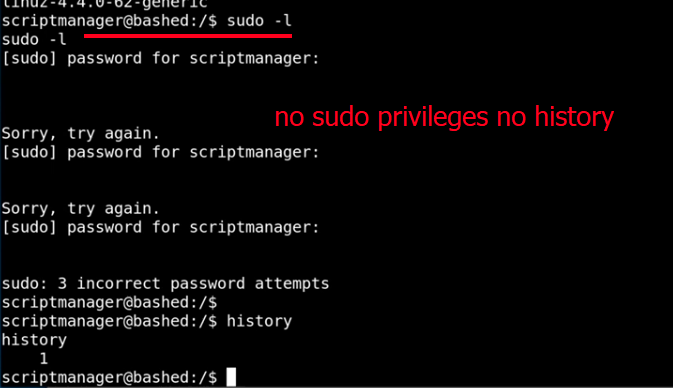 linuz-4.4.0-62-generic
scriptmanager@bashed:/$ sudo -l
sudo -l
[sudo] password for scriptmanager:
no sudo privileges no history
Sorry, try again.
[sudo] password for scriptmanager:
Sorry, try again.
[sudo] password for scriptmanager:
sudo: 3 incorrect password attempts
scriptmanager@bashed:/$
scriptmanager@bashed:/$ history
history
1
scriptmanager@bashed:/$